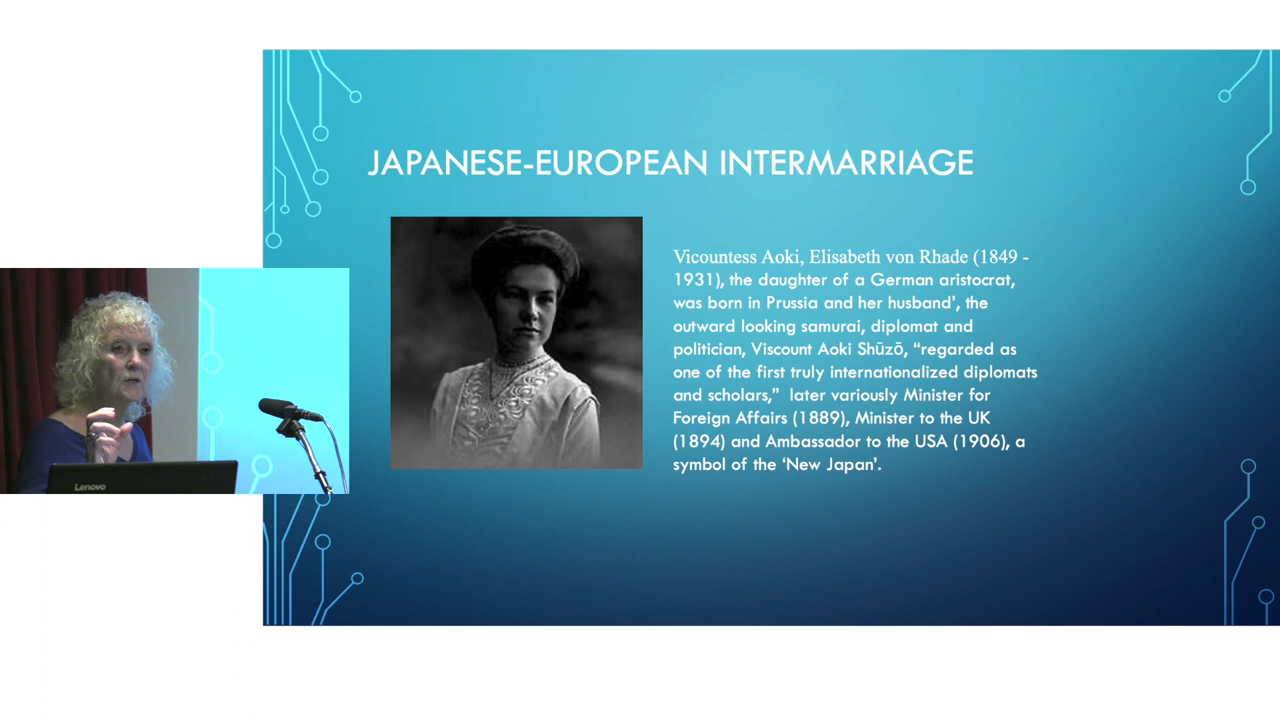 JAPANESE-EUROPEAN INTERMARRIAGE
Vicountess Aoki, Elisabeth von Rhade (1849 -
1931), the daughter of a German aristocrat,
was born in Prussia and her husband’, the
outward looking samurai, diplomat and
politician, Viscount Aoki Shūzō, “regarded as
one of the first truly internationalized diplomats
and scholars,”  later variously Minister for
Foreign Affairs (1889), Minister to the UK
(1894) and Ambassador to the USA (1906), a
symbol of the ‘New Japan’.
Lenovo